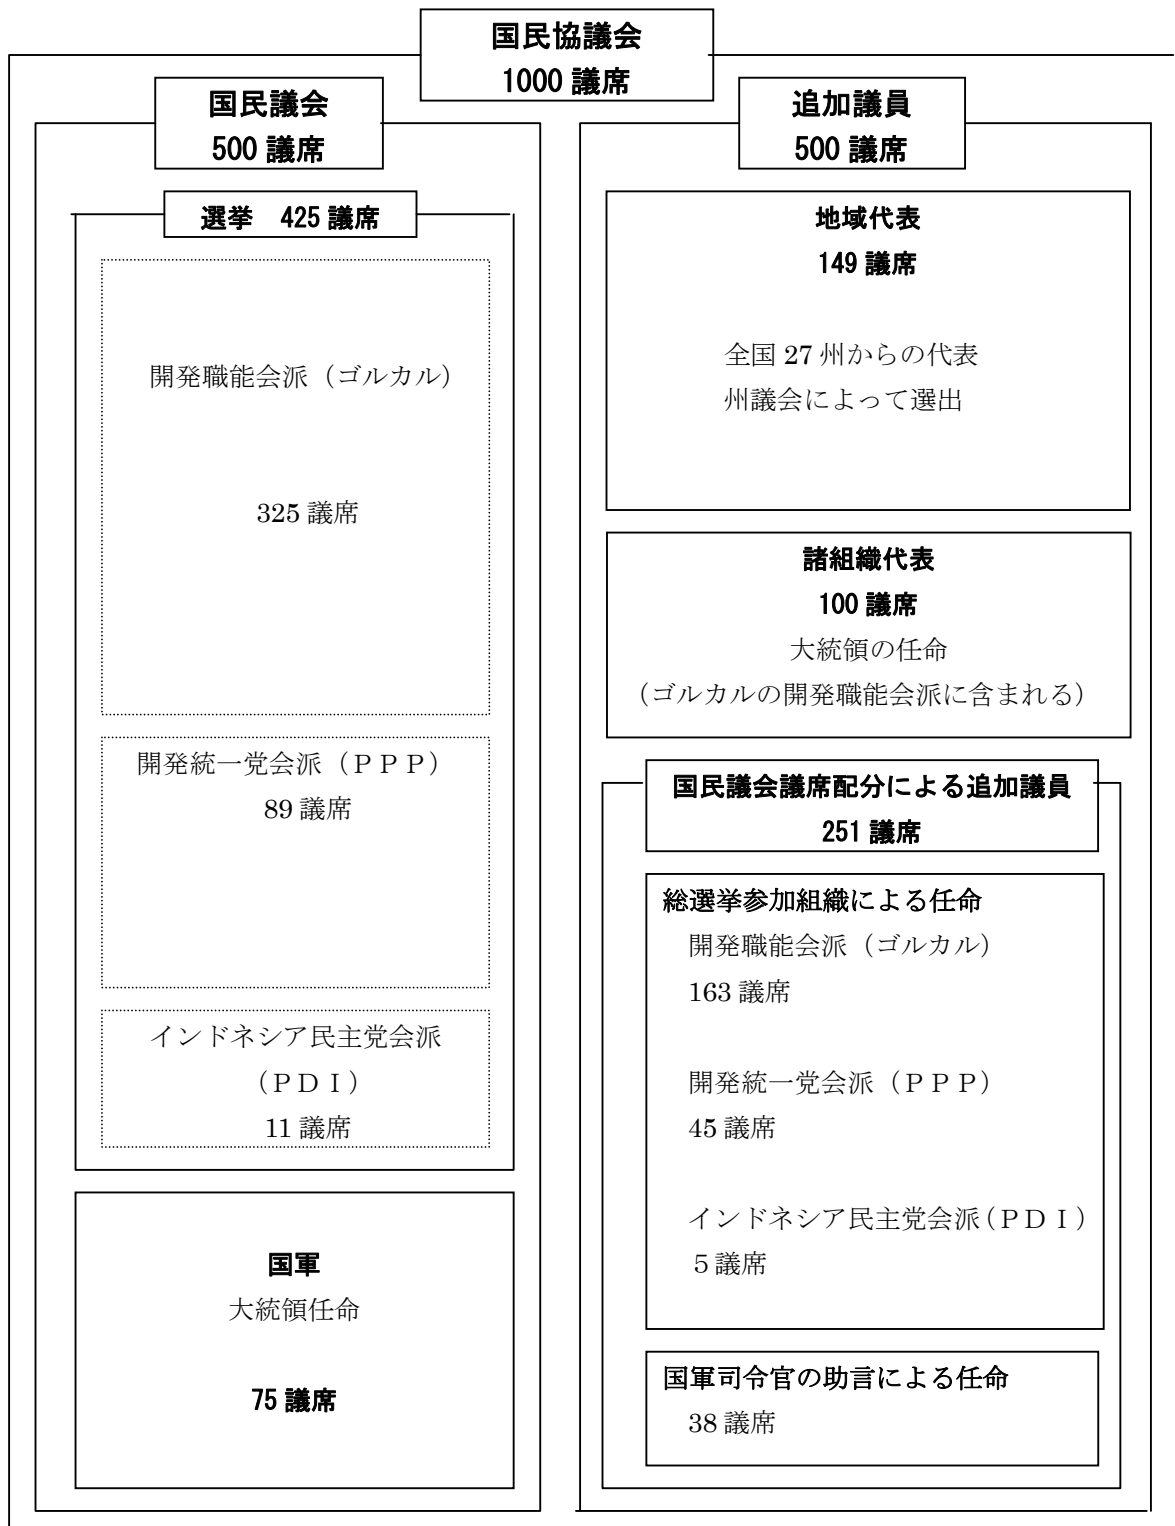 国民協議会
1000 議席
国民議会
500 議席
選挙　425 議席
開発職能会派（ゴルカル）
325 議席
開発統一党会派（ＰＰＰ）
89 議席
インドネシア民主党会派
（ＰＤＩ）
11 議席
国軍
大統領任命
75 議席
追加議員
500 議席
地域代表
149 議席
全国 27 州からの代表
州議会によって選出
諸組織代表
100 議席
大統領の任命
（ゴルカルの開発職能会派に含まれる）
国民議会議席配分による追加議員
251 議席
総選挙参加組織による任命
開発職能会派（ゴルカル）
163 議席
開発統一党会派（ＰＰＰ）
45 議席
インドネシア民主党会派（ＰＤＩ）
５議席
国軍司令官の助言による任命
38 議席